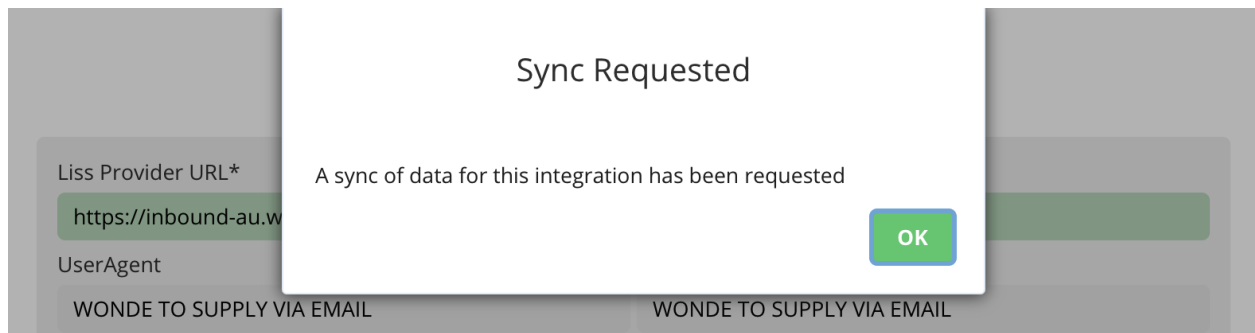 Sync Requested
A sync of data for this integration has been requested
OK
Liss Provider URL*
https://inbound-au.w
UserAgent
WONDE TO SUPPLY VIA EMAIL
WONDE TO SUPPLY VIA EMAIL